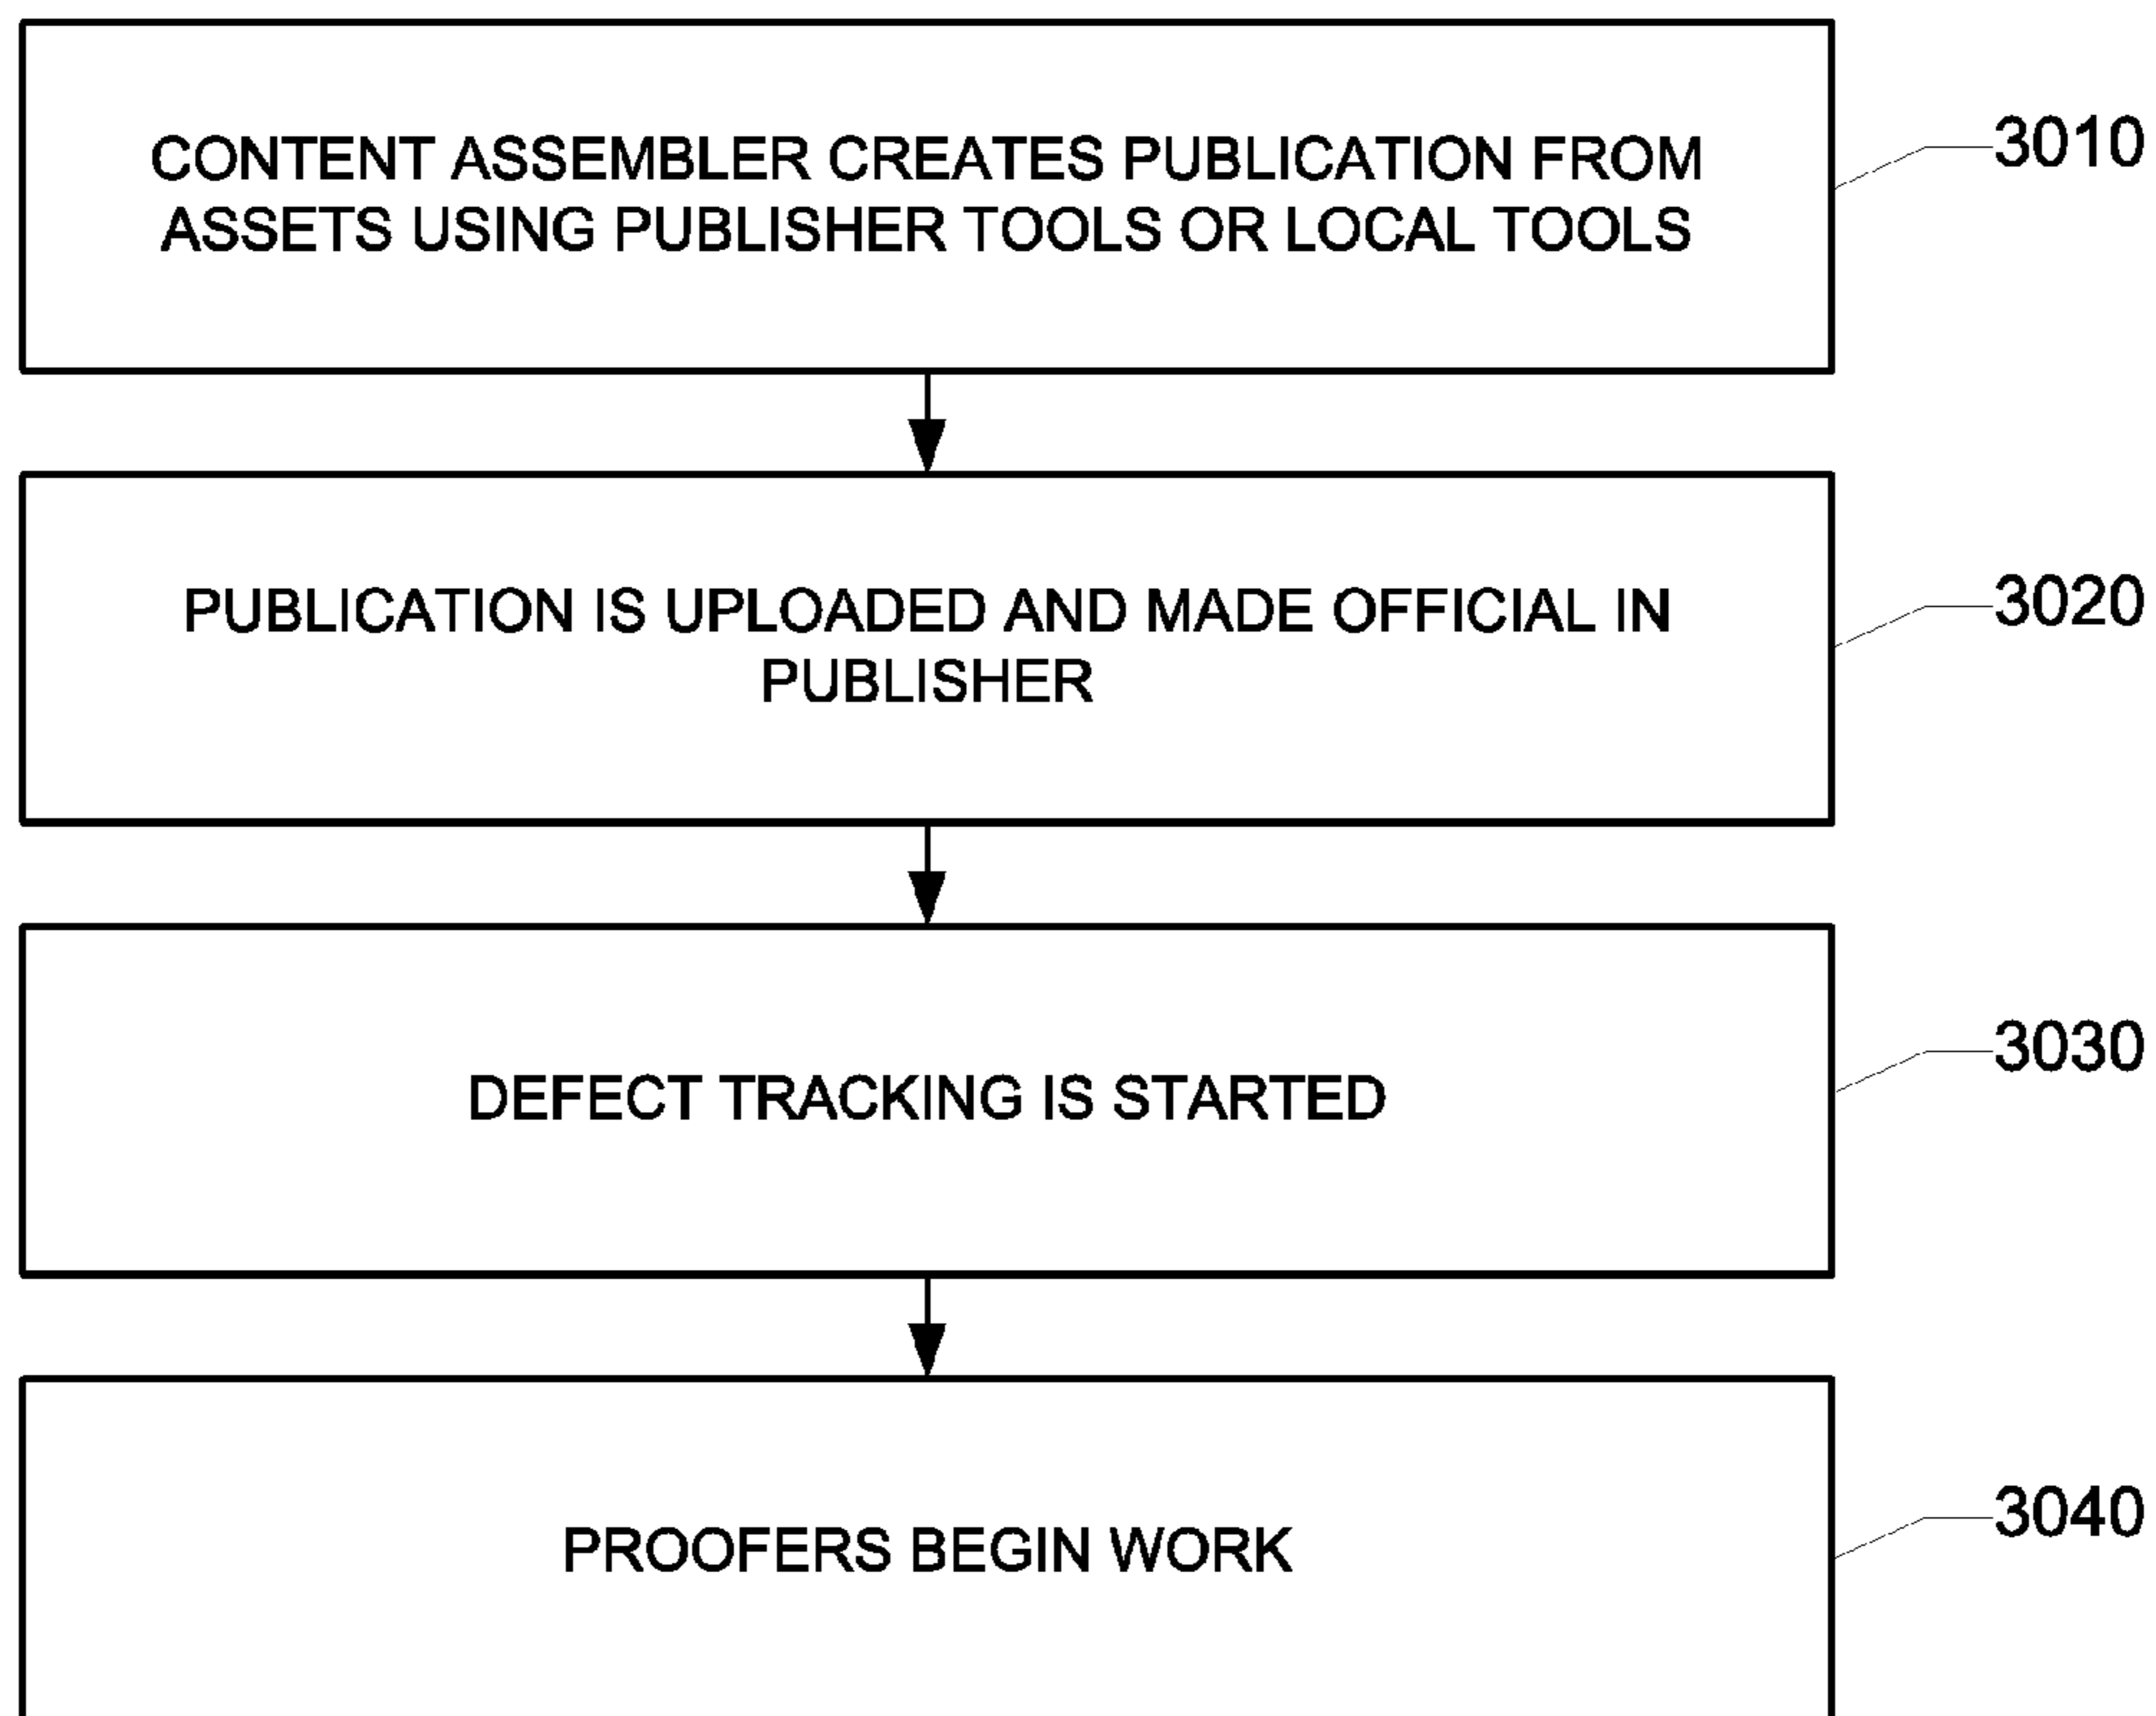 CONTENT ASSEMBLER CREATES PUBLICATION FROM
ASSETS USING PUBLISHER TOOLS OR LOCAL TOOLS
3010
PUBLICATION IS UPLOADED AND MADE OFFICIAL IN
PUBLISHER
3020
DEFECT TRACKING IS STARTED
3030
PROOFERS BEGIN WORK
3040